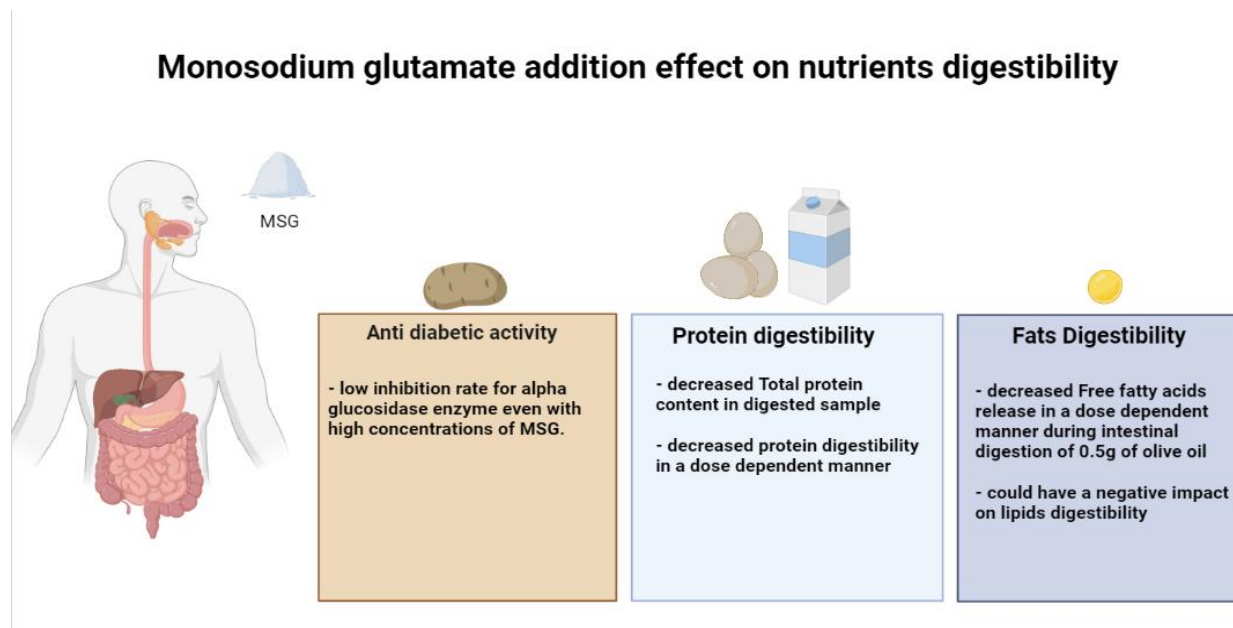 Monosodium glutamate addition effect on nutrients digestibility
MSG
Anti diabetic activity
- low inhibition rate for alpha
glucosidase enzyme even with
high concentrations of MSG.
Protein digestibility
- decreased Total protein
content in digested sample
- decreased protein digestibility
in a dose dependent manner
Fats Digestibility
- decreased Free fatty acids
release in a dose dependent
manner during intestinal
digestion of 0.5g of olive oil
- could have a negative impact
on lipids digestibility